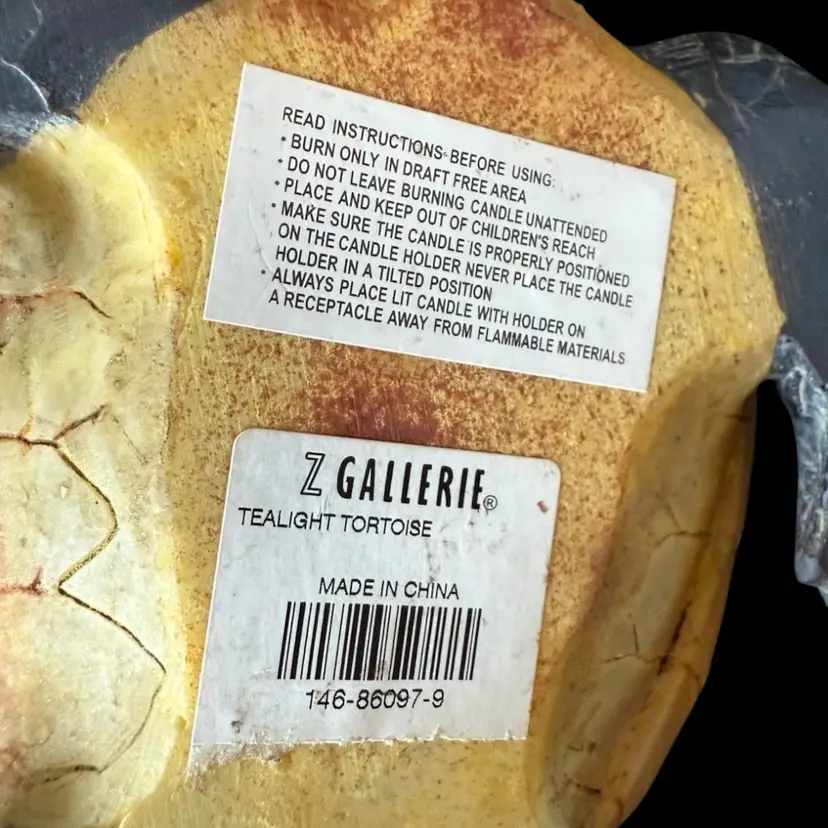 READ INSTRUCTIONS BEFORE USING:
• BURN ONLY IN DRAFT FREE AREA
• DO NOT LEAVE BURNING CANDLE UNATTENDED
• PLACE AND KEEP OUT OF CHILDREN'S REACH
• MAKE SURE THE CANDLE IS PROPERLY POSITIONED
ON THE CANDLE HOLDER NEVER PLACE THE CANDLE
HOLDER IN A TILTED POSITION
• ALWAYS PLACE LIT CANDLE WITH HOLDER ON
A RECEPTACLE AWAY FROM FLAMMABLE MATERIALS
Z GALLERIE®
TEALIGHT TORTOISE
MADE IN CHINA
146-86097-9